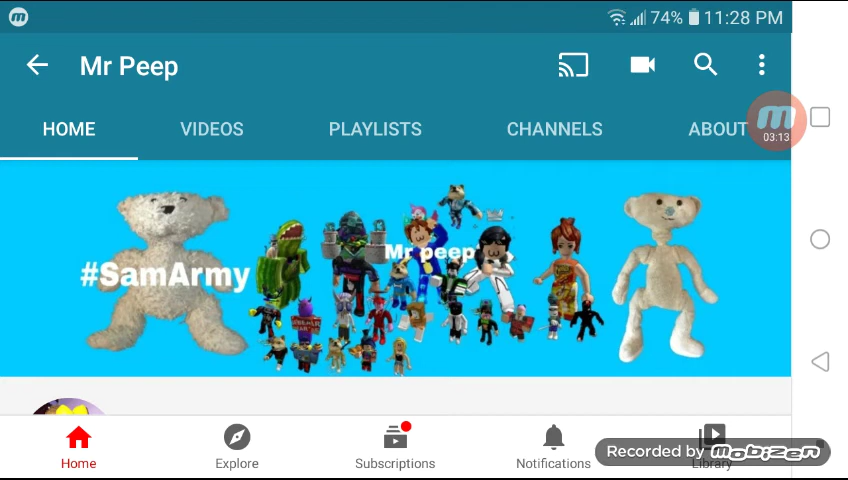 74% 11:28 PM
Mr Peep
HOME VIDEOS PLAYLISTS CHANNELS ABOUT
03:13
Mr peep
#SamArmy
Home Explore Subscriptions Notifications Library
Recorded by mobizen